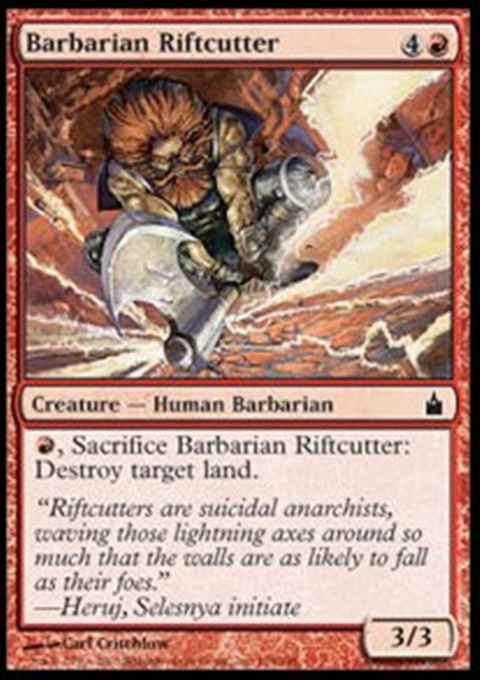 Barbarian Riftcutter 4
Creature — Human Barbarian
, Sacrifice Barbarian Riftcutter:
Destroy target land.
“Riftcutters are suicidal anarchists,
waving those lightning axes around so
much that the walls are as likely to fall
as their foes.”
—Heruj, Selesnya initiate
Carl Critchlow
3/3